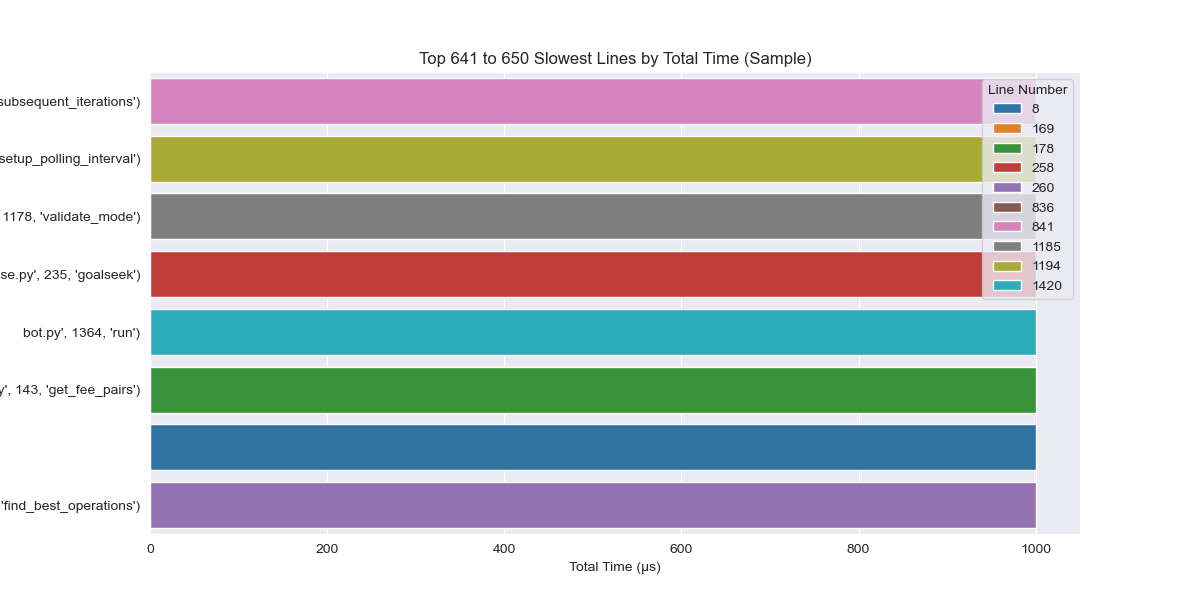 Top 641 to 650 Slowest Lines by Total Time (Sample)
subsequent_iterations')
setup_polling_interval')
1178, 'validate_mode')
se.py', 235, 'goalseek')
bot.py', 1364, 'run')
y', 143, 'get_fee_pairs')
'find_best_operations')
Line Number
8
169
178
258
260
836
841
1185
1194
1420
0 200 400 600 800 1000
Total Time (µs)